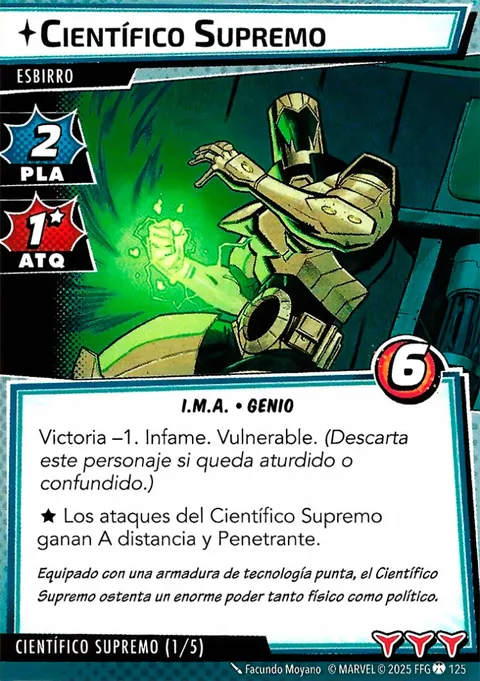 CIENTÍFICO SUPREMO
ESBIRRO
2
PLA
1★
ATQ
6
I.M.A. • GENIO
Victoria –1. Infame. Vulnerable. (Descarta
este personaje si queda aturdido o
confundido.)
★ Los ataques del Científico Supremo
ganan A distancia y Penetrante.
Equipado con una armadura de tecnología punta, el Científico
Supremo ostenta un enorme poder tanto físico como político.
CIENTÍFICO SUPREMO (1/5)
Facundo Moyano © MARVEL © 2025 FFG 125